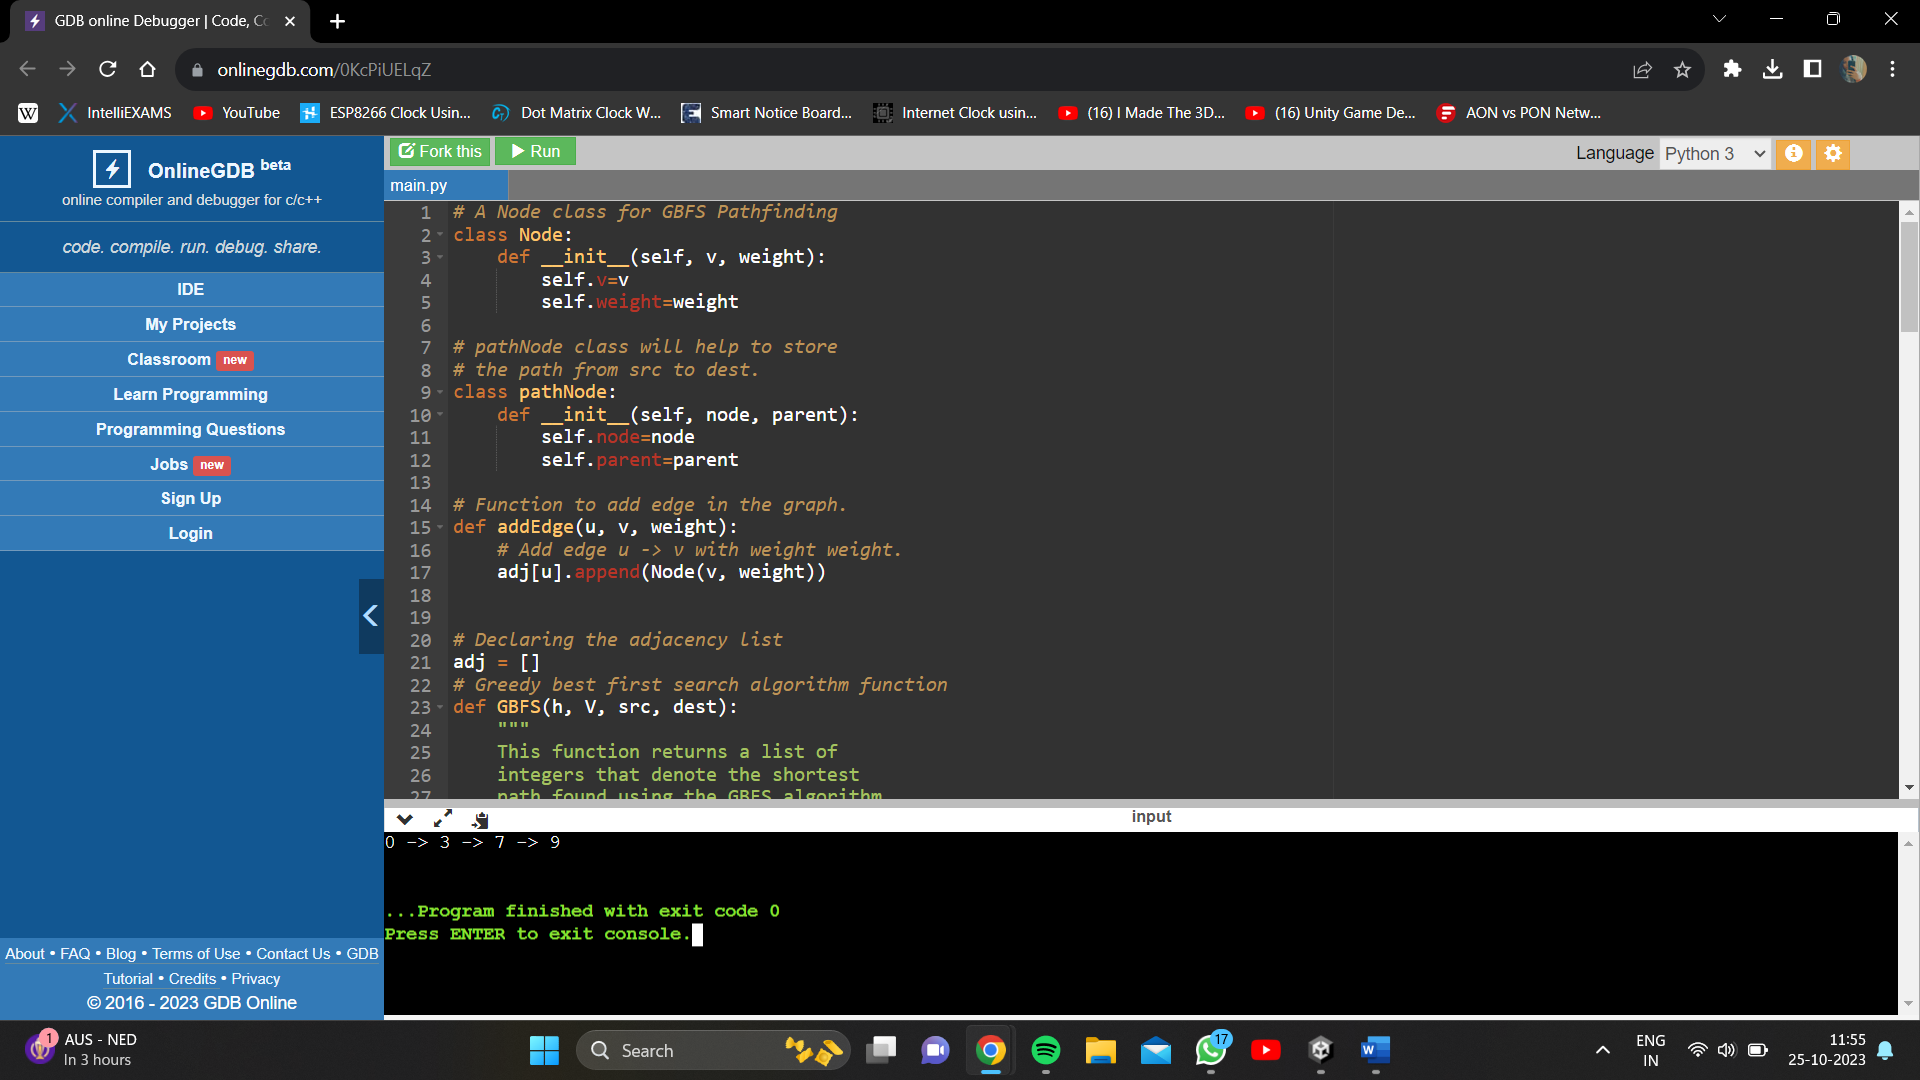 GDB online Debugger | Code, Co
onlinegdb.com/0KcPiUELqZ
IntelliEXAMS
YouTube
ESP8266 Clock Usin...
Dot Matrix Clock W...
Smart Notice Board...
Internet Clock usin...
(16) I Made The 3D...
(16) Unity Game De...
AON vs PON Netw...
OnlineGDB beta
online compiler and debugger for c/c++
code. compile. run. debug. share.
IDE
My Projects
Classroom new
Learn Programming
Programming Questions
Jobs new
Sign Up
Login
About • FAQ • Blog • Terms of Use • Contact Us • GDB
Tutorial • Credits • Privacy
© 2016 - 2023 GDB Online
Fork this
Run
Language Python 3
main.py
1 # A Node class for GBFS Pathfinding
2 class Node:
3     def __init__(self, v, weight):
4         self.v=v
5         self.weight=weight
6
7 # pathNode class will help to store
8 # the path from src to dest.
9 class pathNode:
10     def __init__(self, node, parent):
11         self.node=node
12         self.parent=parent
13
14 # Function to add edge in the graph.
15 def addEdge(u, v, weight):
16     # Add edge u -> v with weight weight.
17     adj[u].append(Node(v, weight))
18
19
20 # Declaring the adjacency list
21 adj = []
22 # Greedy best first search algorithm function
23 def GBFS(h, V, src, dest):
24     """
25     This function returns a list of
26     integers that denote the shortest
27     path found using the GBFS algorithm
input
0 -> 3 -> 7 -> 9
...Program finished with exit code 0
Press ENTER to exit console.
1
AUS - NED
In 3 hours
Search
17
ENG
IN
11:55
25-10-2023